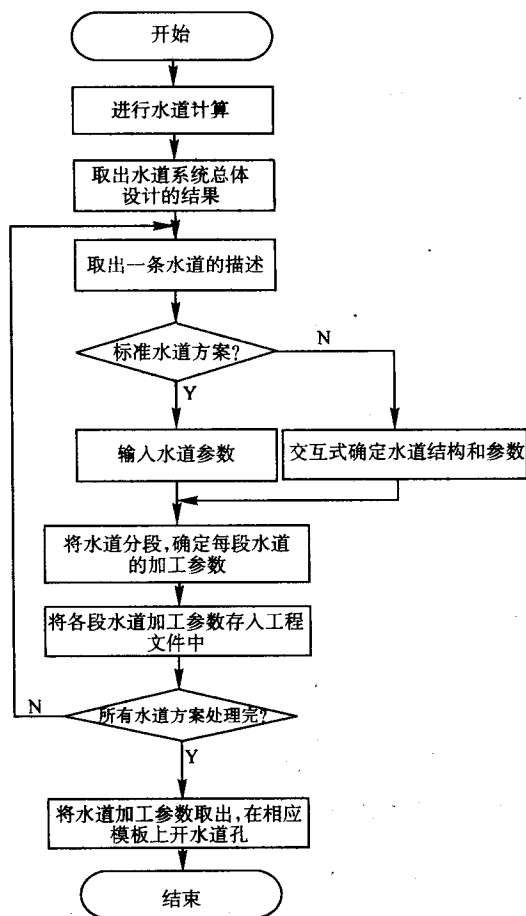 开始
进行水道计算
取出水道系统总体
设计的结果
取出一条水道的描述
标准水道方案?
N
Y
输入水道参数
交互式确定水道结构和参数
将水道分段,确定每段水道
的加工参数
将各段水道加工参数存入工程
文件中
所有水道方案处理完?
N
Y
将水道加工参数取出,在相应
模板上开水道孔
结束